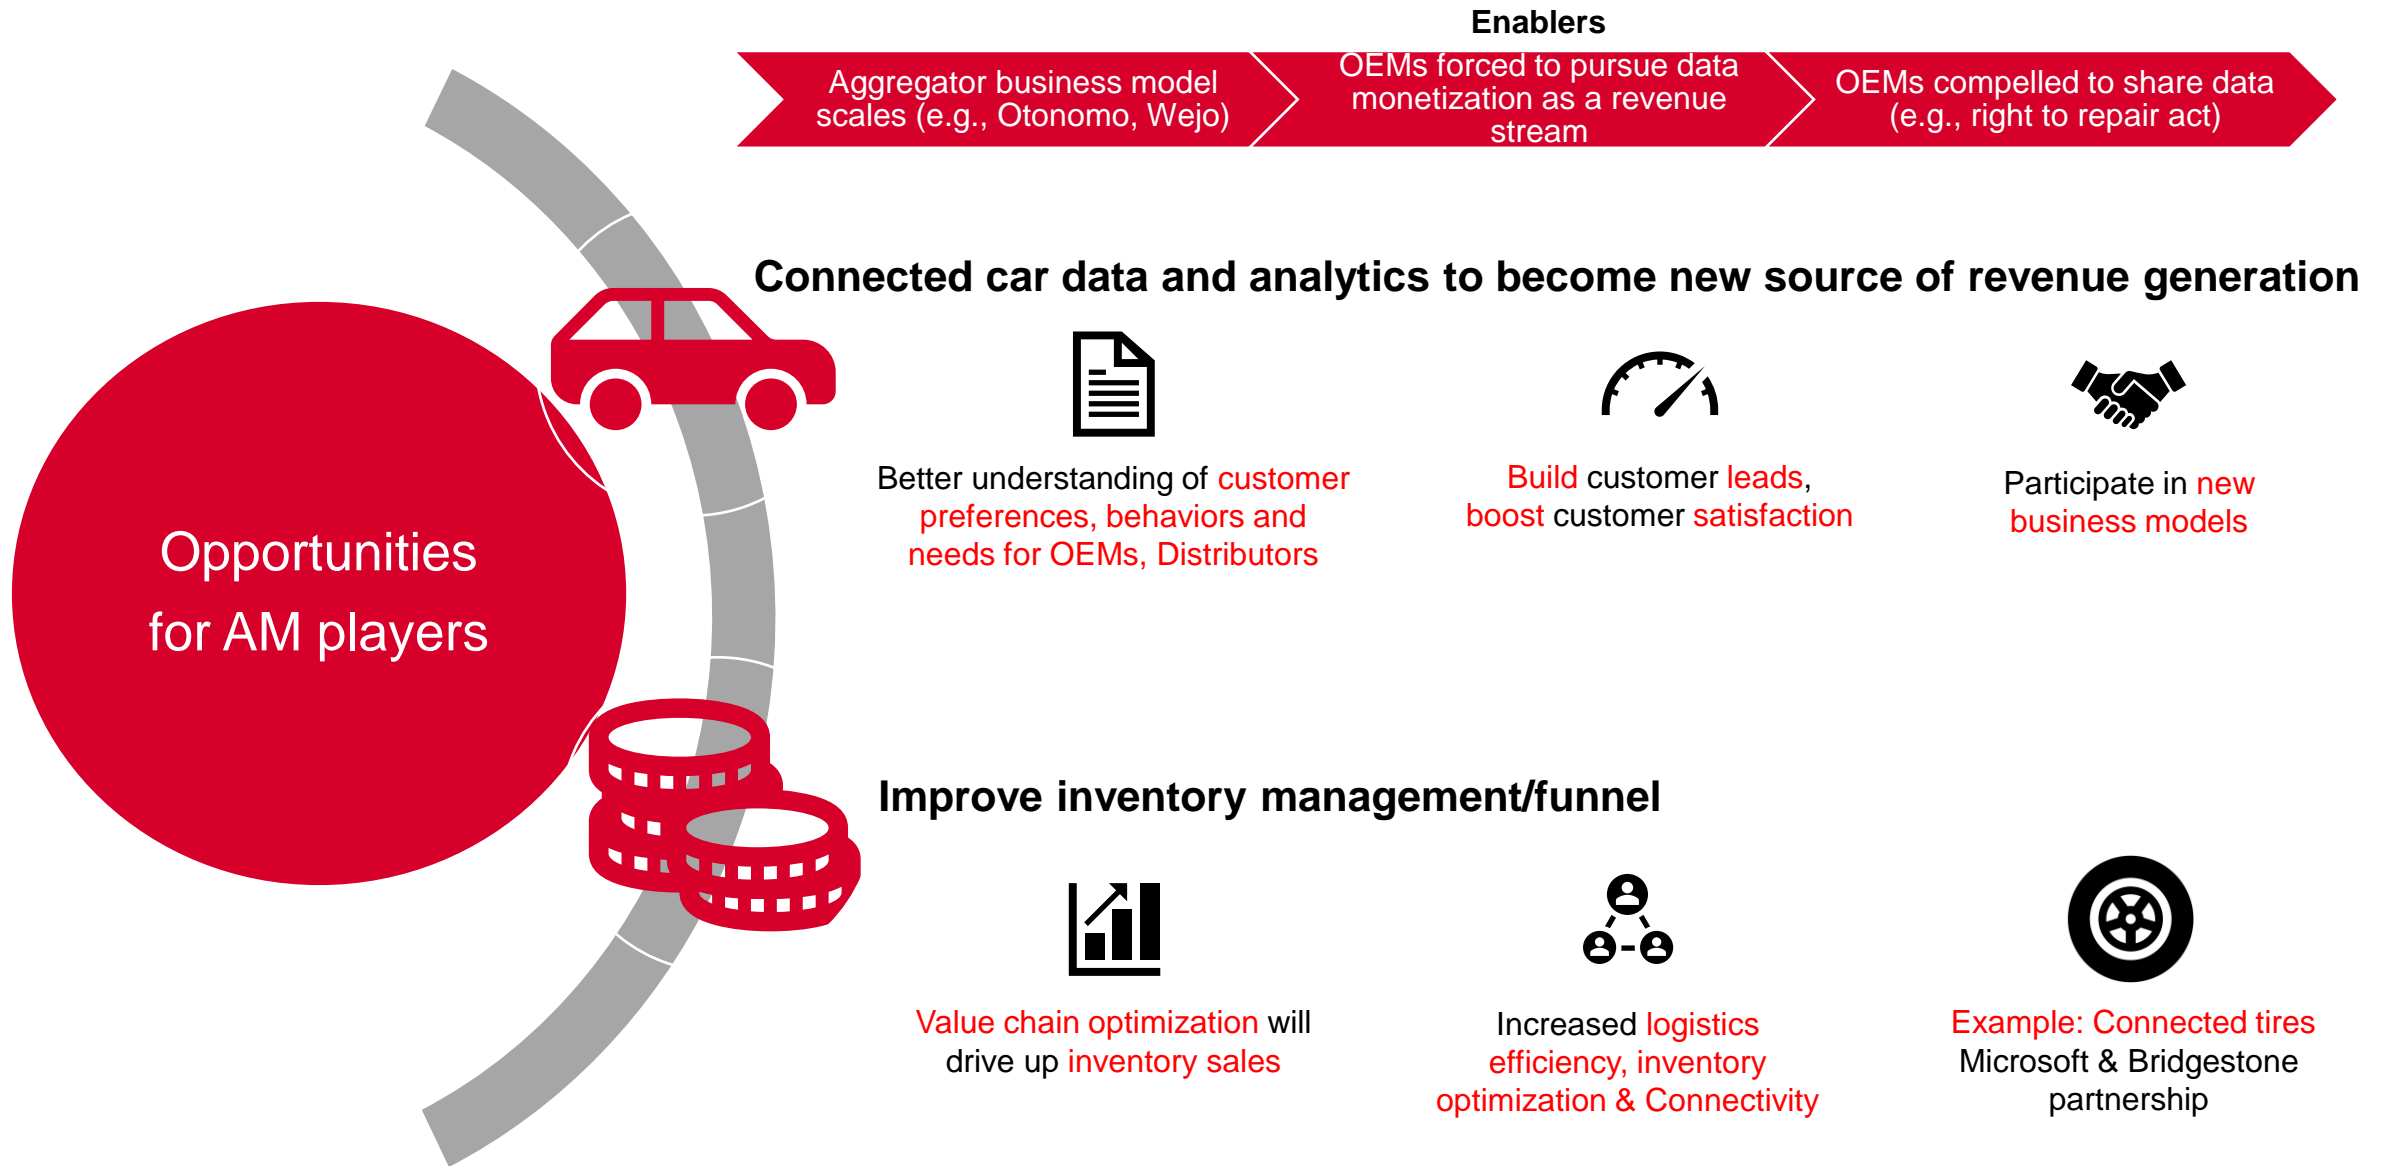 Enablers
Aggregator business model
scales (e.g., Otonomo, Wejo)
OEMs forced to pursue data
monetization as a revenue
stream
OEMs compelled to share data
(e.g., right to repair act)
Connected car data and analytics to become new source of revenue generation
Better understanding of customer
preferences, behaviors and
needs for OEMs, Distributors
Build customer leads,
boost customer satisfaction
Participate in new
business models
Opportunities
for AM players
Improve inventory management/funnel
Value chain optimization will
drive up inventory sales
Increased logistics
efficiency, inventory
optimization & Connectivity
Example: Connected tires
Microsoft & Bridgestone
partnership